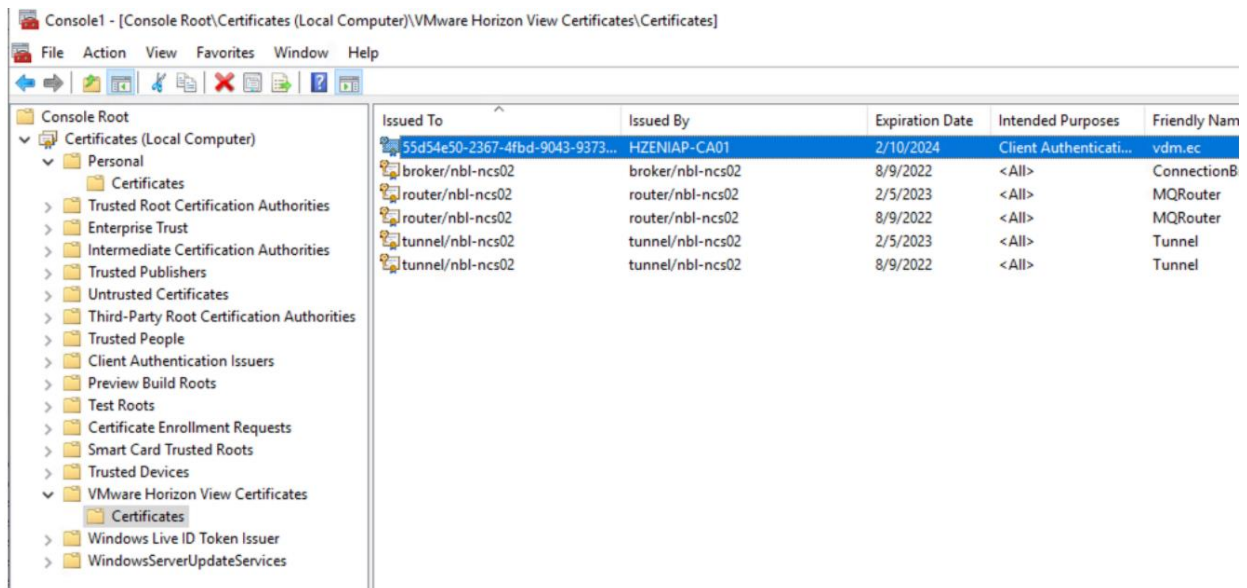 Console1 - [Console Root\Certificates (Local Computer)\VMware Horizon View Certificates\Certificates]
File Action View Favorites Window Help
Console Root
Certificates (Local Computer)
Personal
Certificates
Trusted Root Certification Authorities
Enterprise Trust
Intermediate Certification Authorities
Trusted Publishers
Untrusted Certificates
Third-Party Root Certification Authorities
Trusted People
Client Authentication Issuers
Preview Build Roots
Test Roots
Certificate Enrollment Requests
Smart Card Trusted Roots
Trusted Devices
VMware Horizon View Certificates
Certificates
Windows Live ID Token Issuer
WindowsServerUpdateServices
Issued To Issued By Expiration Date Intended Purposes Friendly Nam
55d54e50-2367-4fbd-9043-9373... HZENIAP-CA01 2/10/2024 Client Authenticati... vdm.ec
broker/nbl-ncs02 broker/nbl-ncs02 8/9/2022 <All> ConnectionB
router/nbl-ncs02 router/nbl-ncs02 2/5/2023 <All> MQRouter
router/nbl-ncs02 router/nbl-ncs02 8/9/2022 <All> MQRouter
tunnel/nbl-ncs02 tunnel/nbl-ncs02 2/5/2023 <All> Tunnel
tunnel/nbl-ncs02 tunnel/nbl-ncs02 8/9/2022 <All> Tunnel